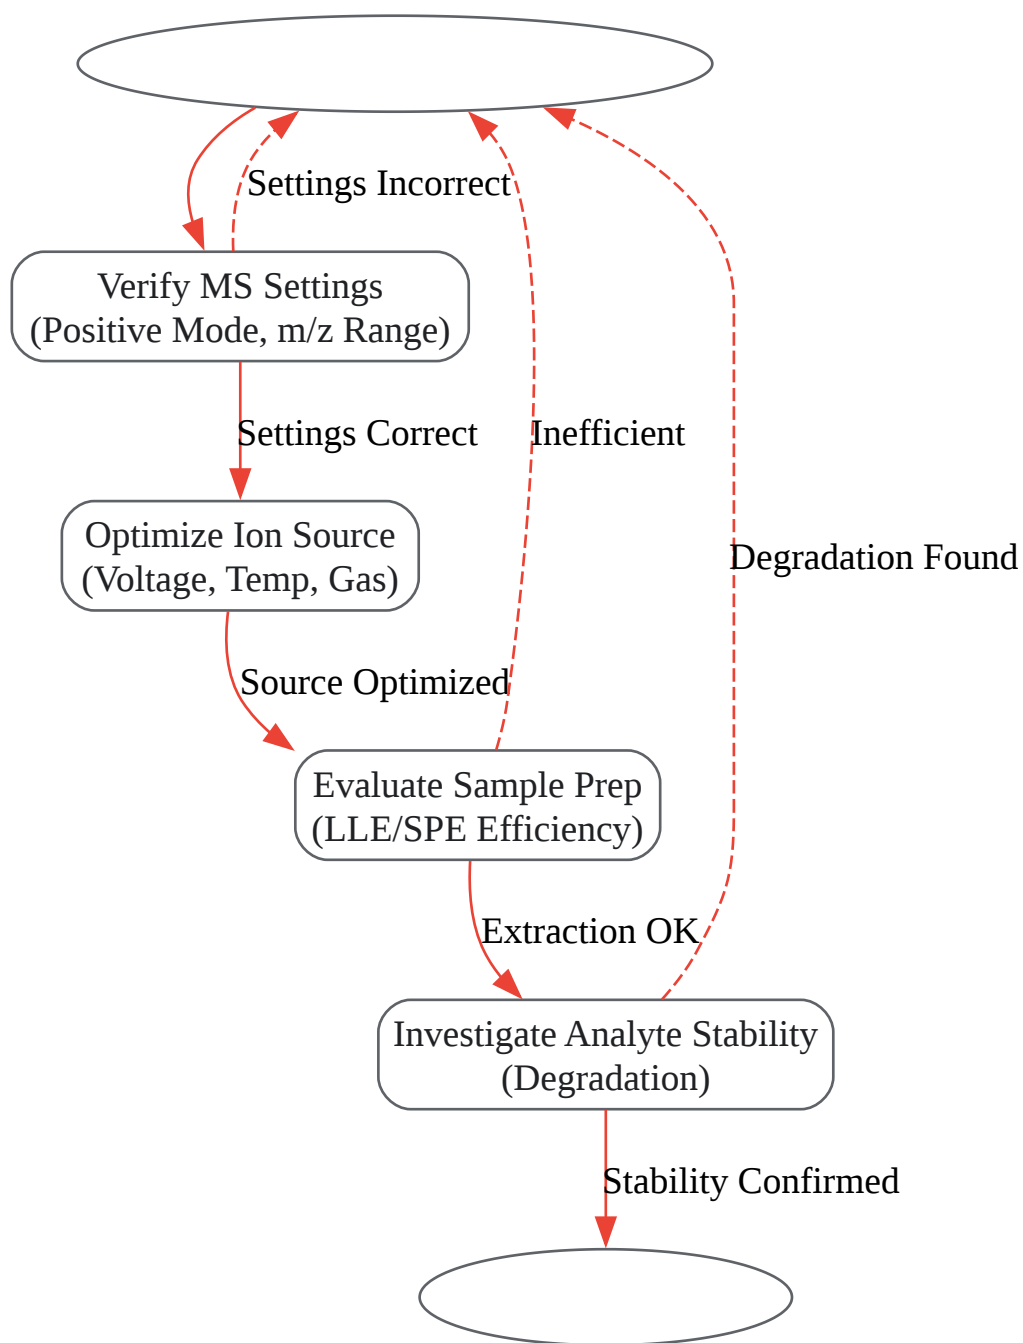 Settings Incorrect
Verify MS Settings
(Positive Mode, m/z Range)
Settings Correct
Inefficient
Optimize Ion Source
(Voltage, Temp, Gas)
Degradation Found
Source Optimized
Evaluate Sample Prep
(LLE/SPE Efficiency)
Extraction OK
Investigate Analyte Stability
(Degradation)
Stability Confirmed